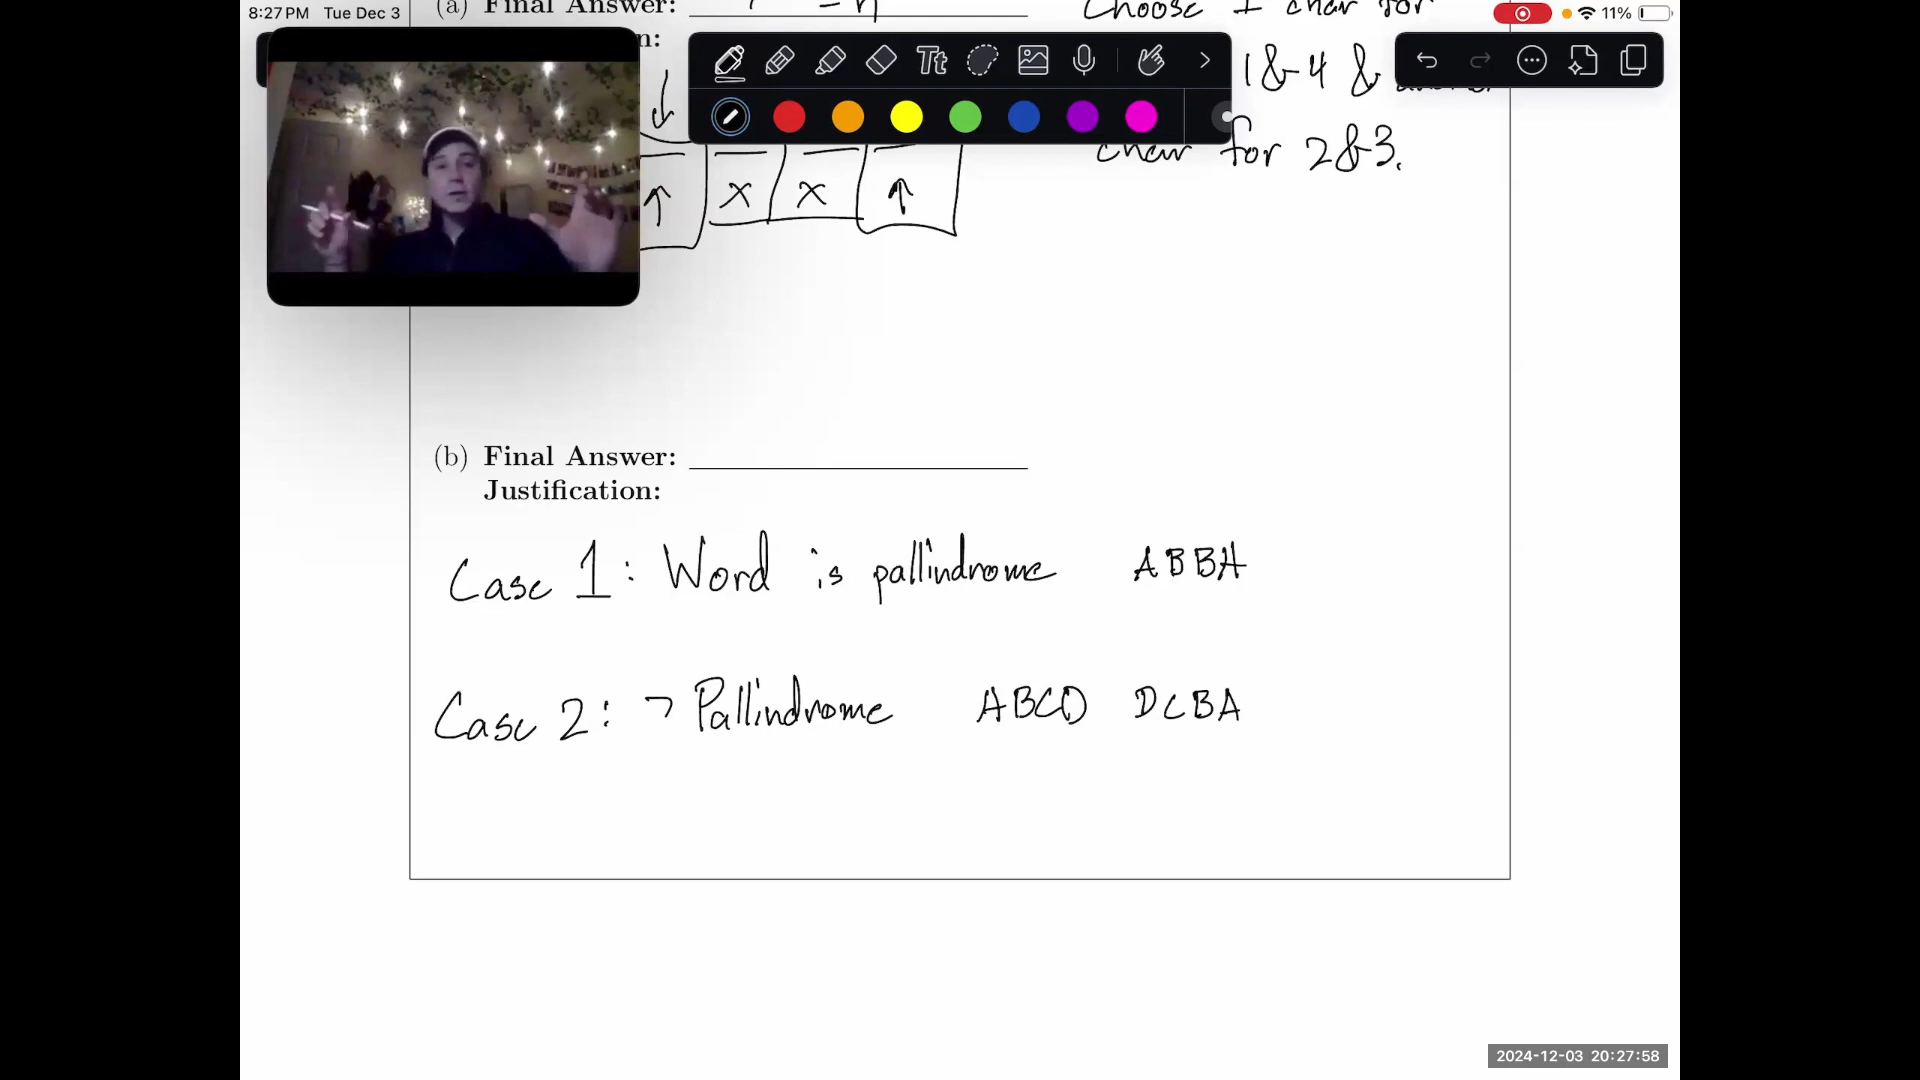 8:27 PM Tue Dec 3 11%
(a) Final Answer: Choose 1 char for
n: 1&4 &
Tt
char for 2&3.
↑ x x ↑
(b) Final Answer:
Justification:
Case 1: Word is pallindrome ABBA
Case 2: ¬ Pallindrome ABCD DCBA
2024-12-03 20:27:58